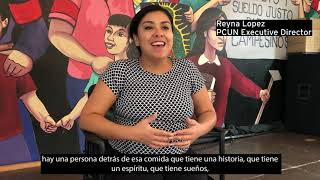 SUELDO JUSTO
CAMPESINOS
Reyna Lopez
PCUN Executive Director
hay una persona detrás de esa comida que tiene una historia, que tiene
un espíritu, que tiene sueños,